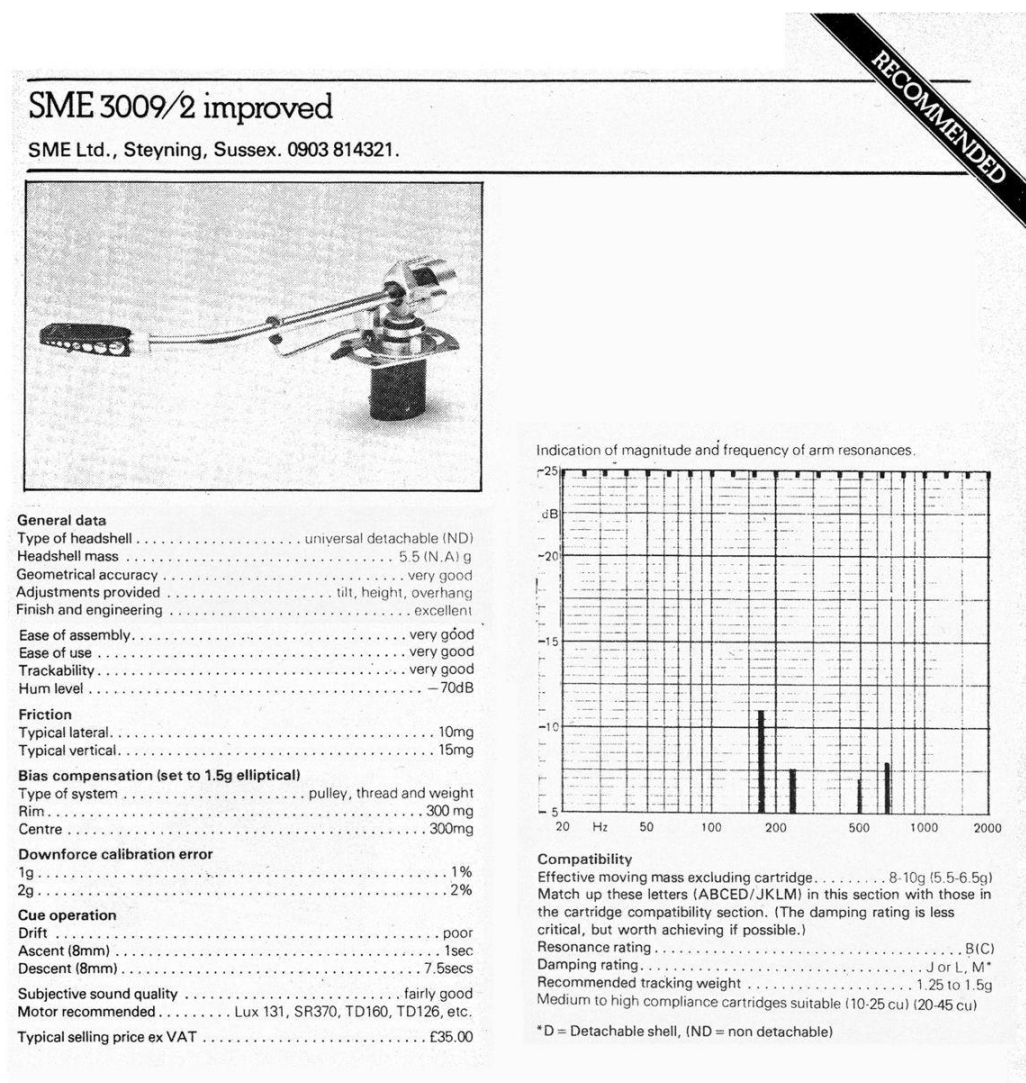 RECOMMENDED
SME 3009/2 improved
SME Ltd., Steyning, Sussex. 0903 814321.
General data
Type of headshell . . . . . . . . . . . . . . . . . . . . universal detachable (ND)
Headshell mass . . . . . . . . . . . . . . . . . . . . 5.5 (N.A) g
Geometrical accuracy . . . . . . . . . . . . . . . . . . . . very good
Adjustments provided . . . . . . . . . . . . . . . . . . . . tilt, height, overhang
Finish and engineering . . . . . . . . . . . . . . . . . . . . excellent
Ease of assembly . . . . . . . . . . . . . . . . . . . . very good
Ease of use . . . . . . . . . . . . . . . . . . . . very good
Trackability . . . . . . . . . . . . . . . . . . . . very good
Hum level . . . . . . . . . . . . . . . . . . . . −70dB
Friction
Typical lateral . . . . . . . . . . . . . . . . . . . . 10mg
Typical vertical . . . . . . . . . . . . . . . . . . . . 15mg
Bias compensation (set to 1.5g elliptical)
Type of system . . . . . . . . . . . . . . . . . . . . pulley, thread and weight
Rim . . . . . . . . . . . . . . . . . . . . 300 mg
Centre . . . . . . . . . . . . . . . . . . . . 300mg
Downforce calibration error
1g . . . . . . . . . . . . . . . . . . . . 1%
2g . . . . . . . . . . . . . . . . . . . . 2%
Cue operation
Drift . . . . . . . . . . . . . . . . . . . . poor
Ascent (8mm) . . . . . . . . . . . . . . . . . . . . 1sec
Descent (8mm) . . . . . . . . . . . . . . . . . . . . 7.5secs
Subjective sound quality . . . . . . . . . . . . . . . . . . . . fairly good
Motor recommended . . . . . . . . . Lux 131, SR370, TD160, TD126, etc.
Typical selling price ex VAT . . . . . . . . . . . . . . . . . . . . £35.00
Indication of magnitude and frequency of arm resonances.
−25
dB
−20
−15
−10
− 5
20 Hz 50 100 200 500 1000 2000
Compatibility
Effective moving mass excluding cartridge . . . . . . . . . 8-10g (5.5-6.5g)
Match up these letters (ABCED/JKLM) in this section with those in
the cartridge compatibility section. (The damping rating is less
critical, but worth achieving if possible.)
Resonance rating . . . . . . . . . . . . . . . . . . . . B(C)
Damping rating . . . . . . . . . . . . . . . . . . . . J or L, M*
Recommended tracking weight . . . . . . . . . . . . . . . . . . . . 1.25 to 1.5g
Medium to high compliance cartridges suitable (10-25 cu) (20-45 cu)
*D = Detachable shell, (ND = non detachable)